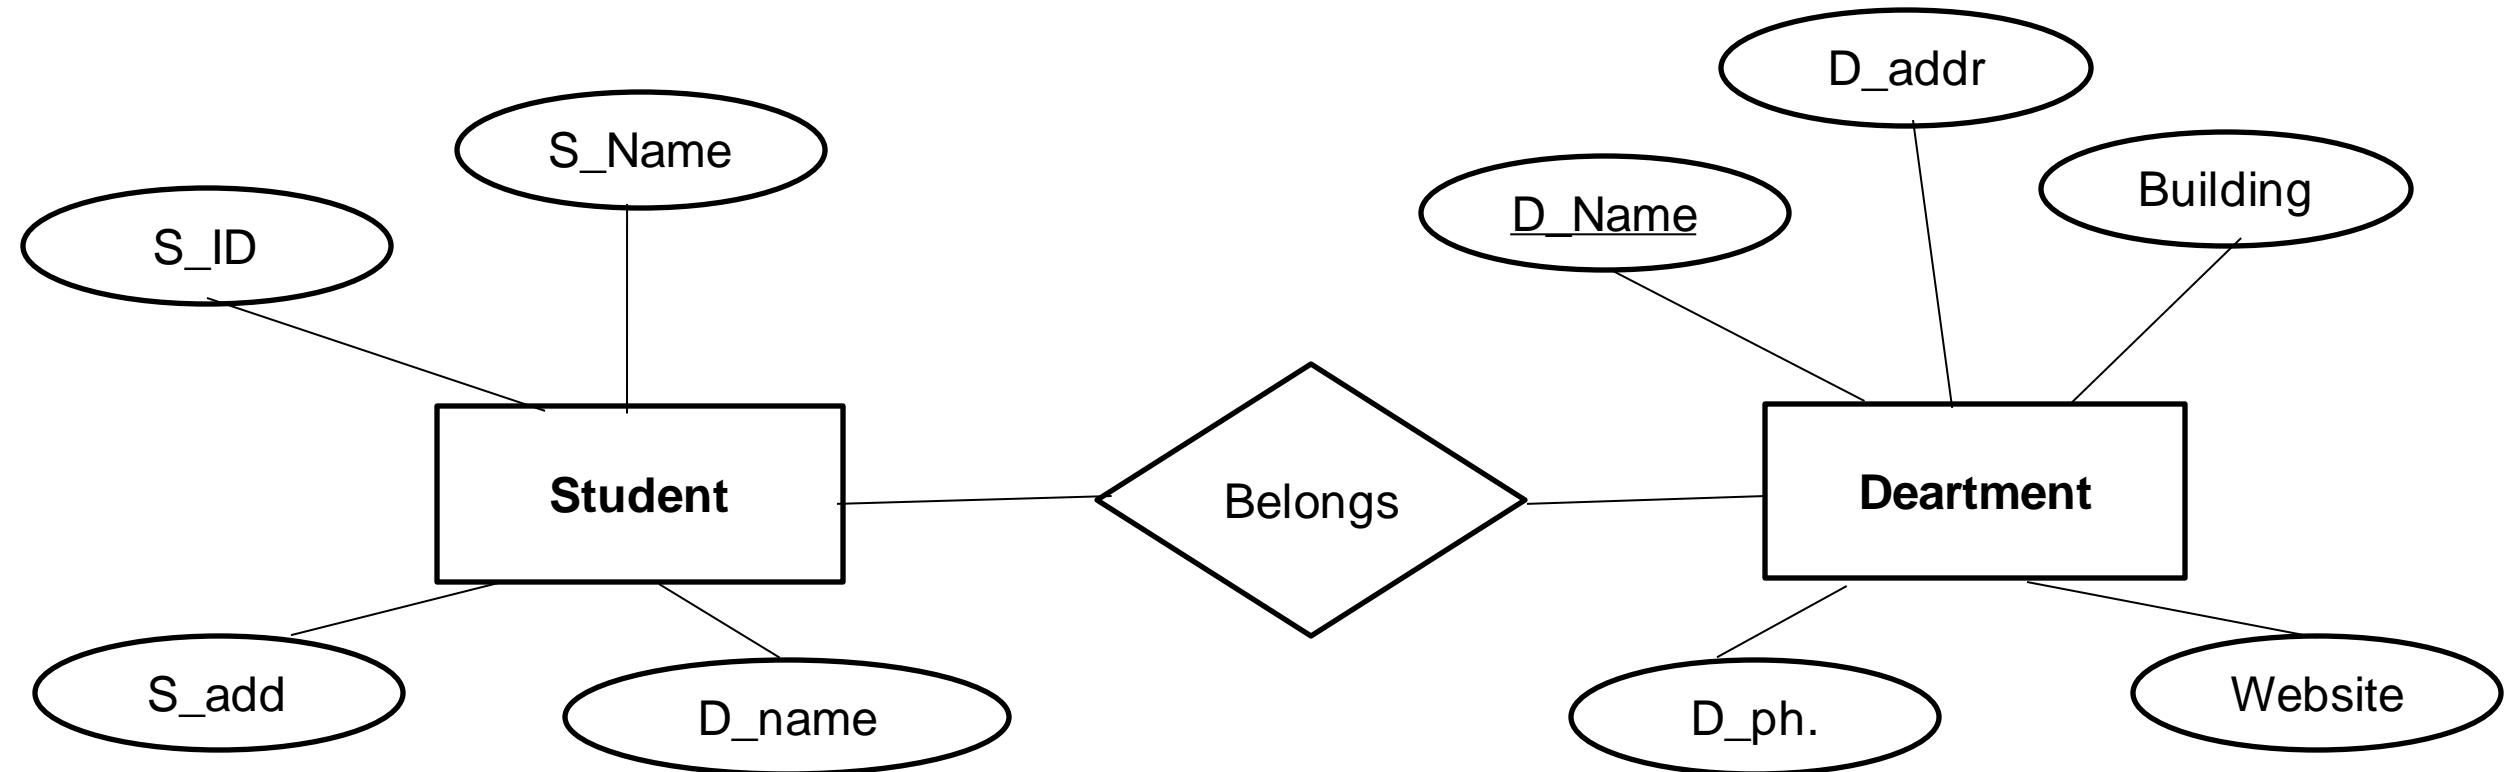 D_addr
S_Name
Building
D_Name
S_ID
Student
Belongs
Deartment
S_add
D_name
D_ph.
Website